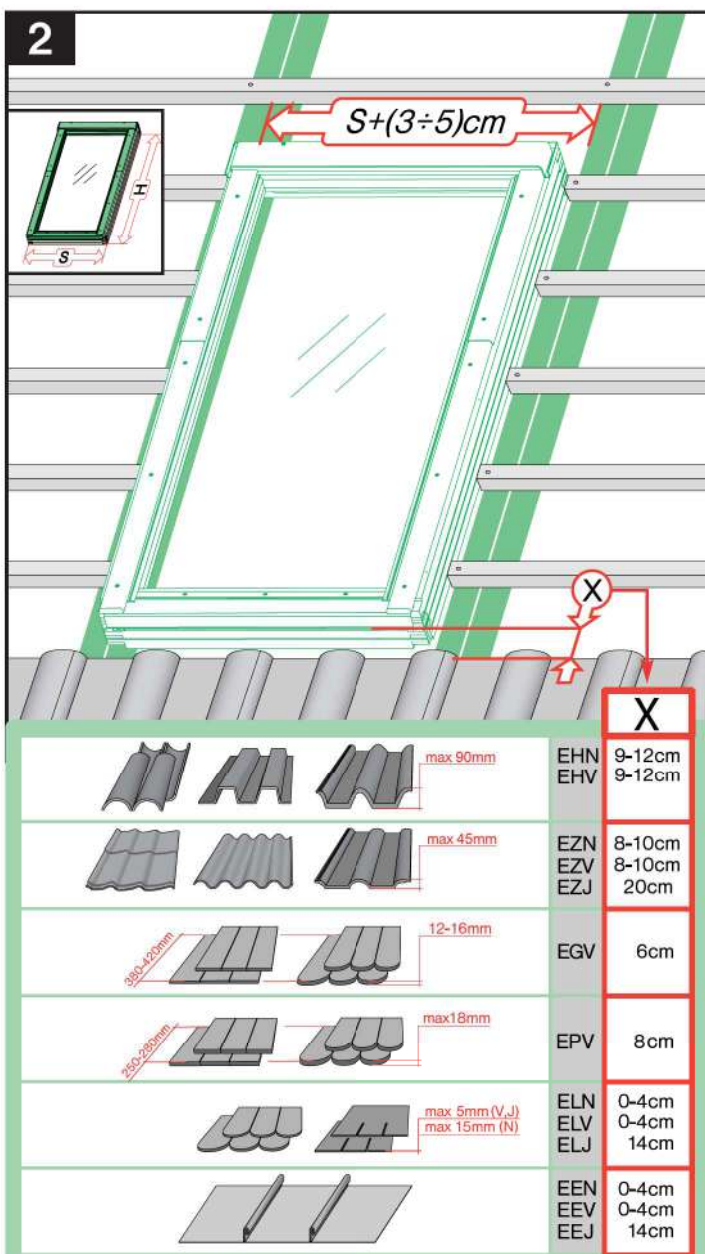 2
S+(3÷5)cm
H
S
X
X
max 90mm
EHN 9-12cm
EHV 9-12cm
max 45mm
EZN 8-10cm
EZV 8-10cm
EZJ 20cm
380-420mm
12-16mm
EGV 6cm
250-280mm
max18mm
EPV 8cm
max 5mm (V,J)
max 15mm (N)
ELN 0-4cm
ELV 0-4cm
ELJ 14cm
EEN 0-4cm
EEV 0-4cm
EEJ 14cm